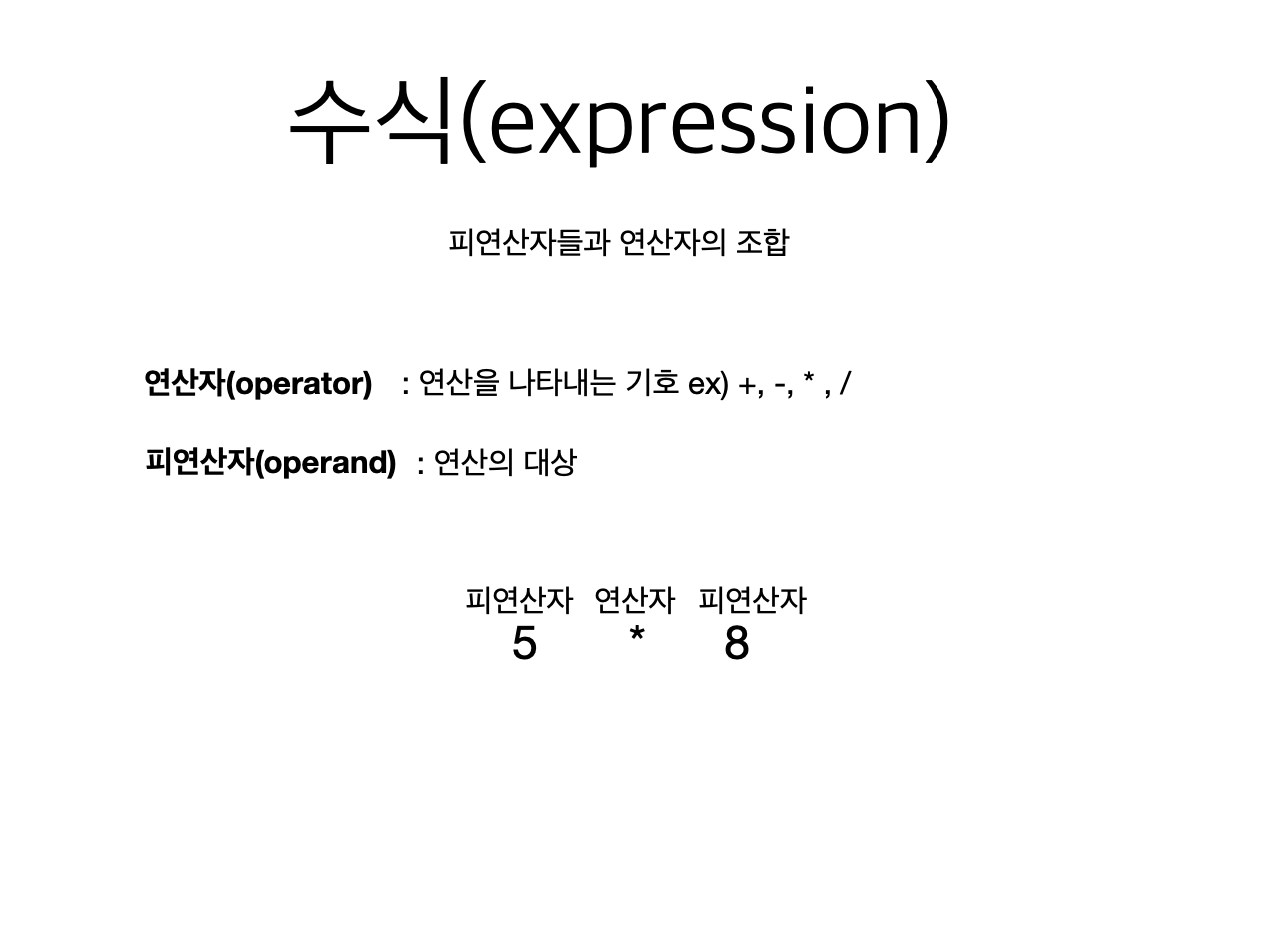 수식(expression)
피연산자들과 연산자의 조합
연산자(operator) : 연산을 나타내는 기호 ex) +, -, * , /
피연산자(operand) : 연산의 대상
피연산자 연산자 피연산자
5 * 8